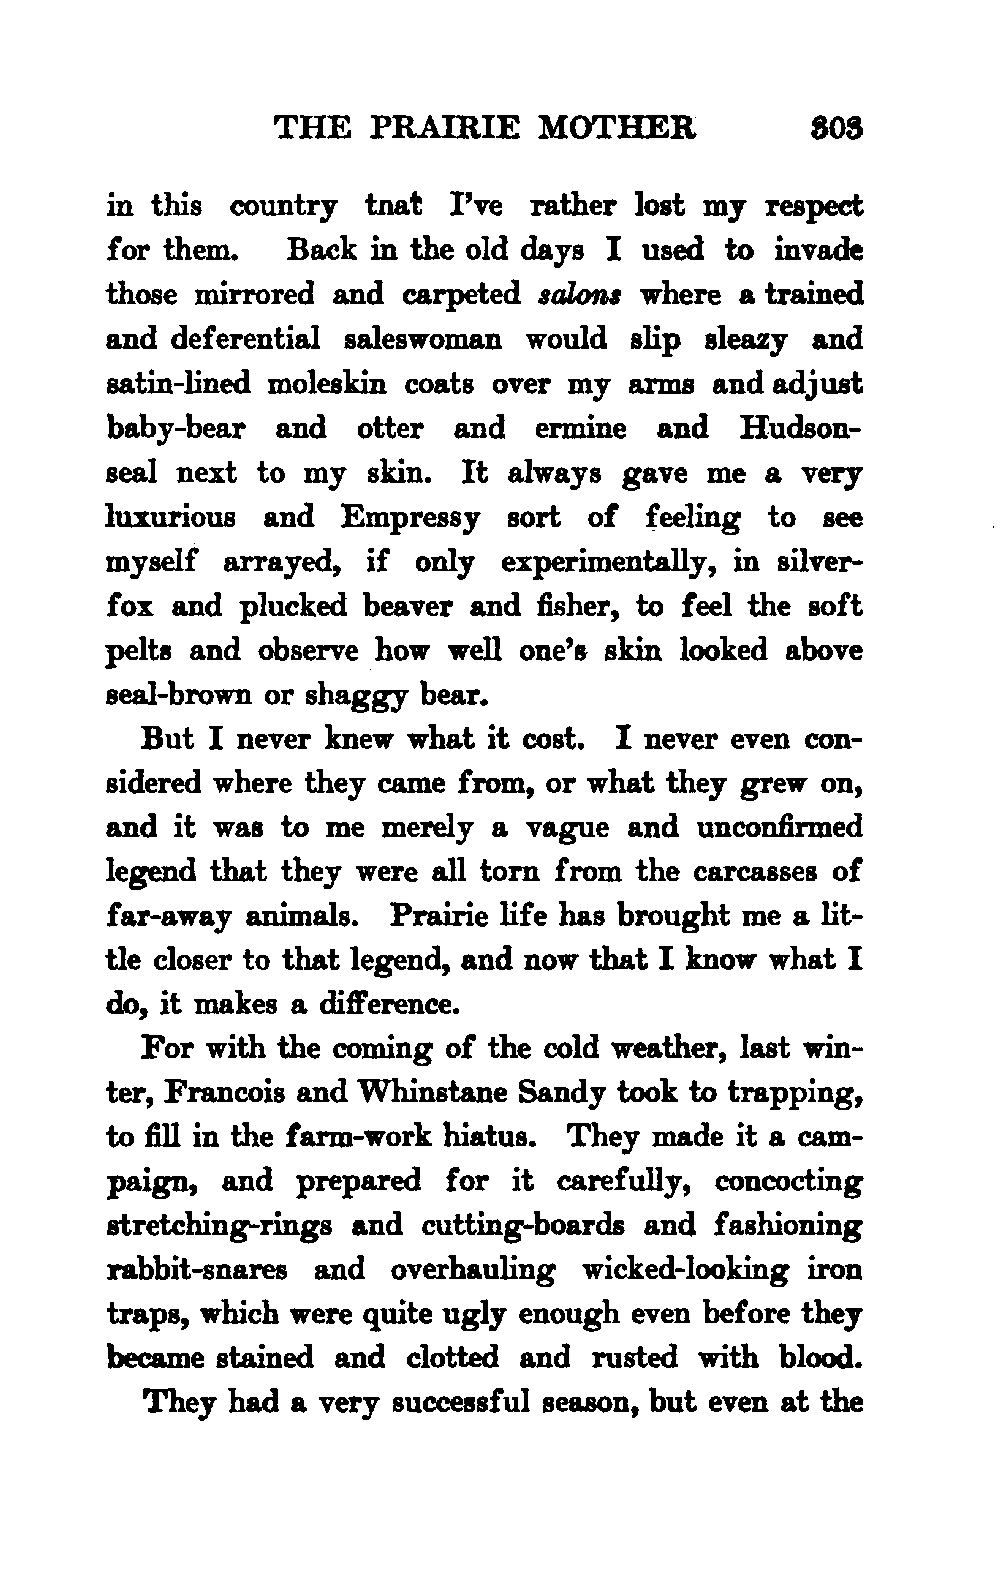 THE PRAIRIE MOTHER 303
in this country tnat I've rather lost my respect
for them. Back in the old days I used to invade
those mirrored and carpeted salons where a trained
and deferential saleswoman would slip sleazy and
satin-lined moleskin coats over my arms and adjust
baby-bear and otter and ermine and Hudson-
seal next to my skin. It always gave me a very
luxurious and Empressy sort of feeling to see
myself arrayed, if only experimentally, in silver-
fox and plucked beaver and fisher, to feel the soft
pelts and observe how well one's skin looked above
seal-brown or shaggy bear.
But I never knew what it cost. I never even con-
sidered where they came from, or what they grew on,
and it was to me merely a vague and unconfirmed
legend that they were all torn from the carcasses of
far-away animals. Prairie life has brought me a lit-
tle closer to that legend, and now that I know what I
do, it makes a difference.
For with the coming of the cold weather, last win-
ter, Francois and Whinstane Sandy took to trapping,
to fill in the farm-work hiatus. They made it a cam-
paign, and prepared for it carefully, concocting
stretching-rings and cutting-boards and fashioning
rabbit-snares and overhauling wicked-looking iron
traps, which were quite ugly enough even before they
became stained and clotted and rusted with blood.
They had a very successful season, but even at the